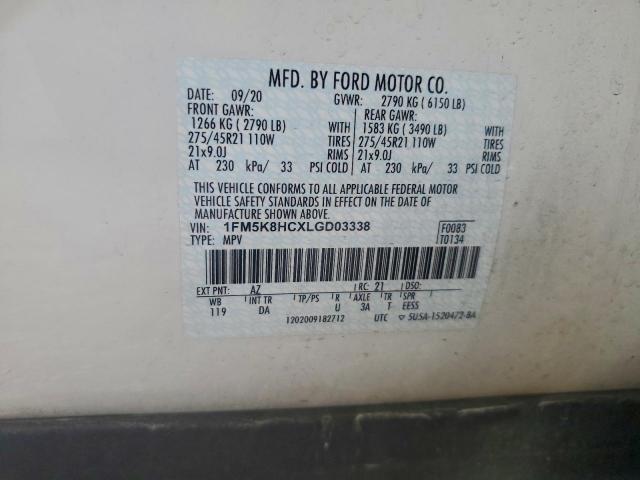 MFD. BY FORD MOTOR CO.
DATE: 09/20 GVWR: 2790 KG ( 6150 LB)
FRONT GAWR: REAR GAWR:
1266 KG ( 2790 LB) WITH 1583 KG ( 3490 LB) WITH
275/45R21 110W TIRES 275/45R21 110W TIRES
21x9.0J RIMS 21x9.0J RIMS
AT 230 kPa/ 33 PSI COLD AT 230 kPa/ 33 PSI COLD
THIS VEHICLE CONFORMS TO ALL APPLICABLE FEDERAL MOTOR
VEHICLE SAFETY STANDARDS IN EFFECT ON THE DATE OF
MANUFACTURE SHOWN ABOVE.
VIN: 1FM5K8HCXLGD03338 F0083
TYPE: MPV T0134
EXT PNT: AZ RC: 21 DSO:
WB INT TR TP/PS R AXLE TR SPR
119 DA U 3A T EESS
1202009182712 UTC 5U5A-1520472-BA